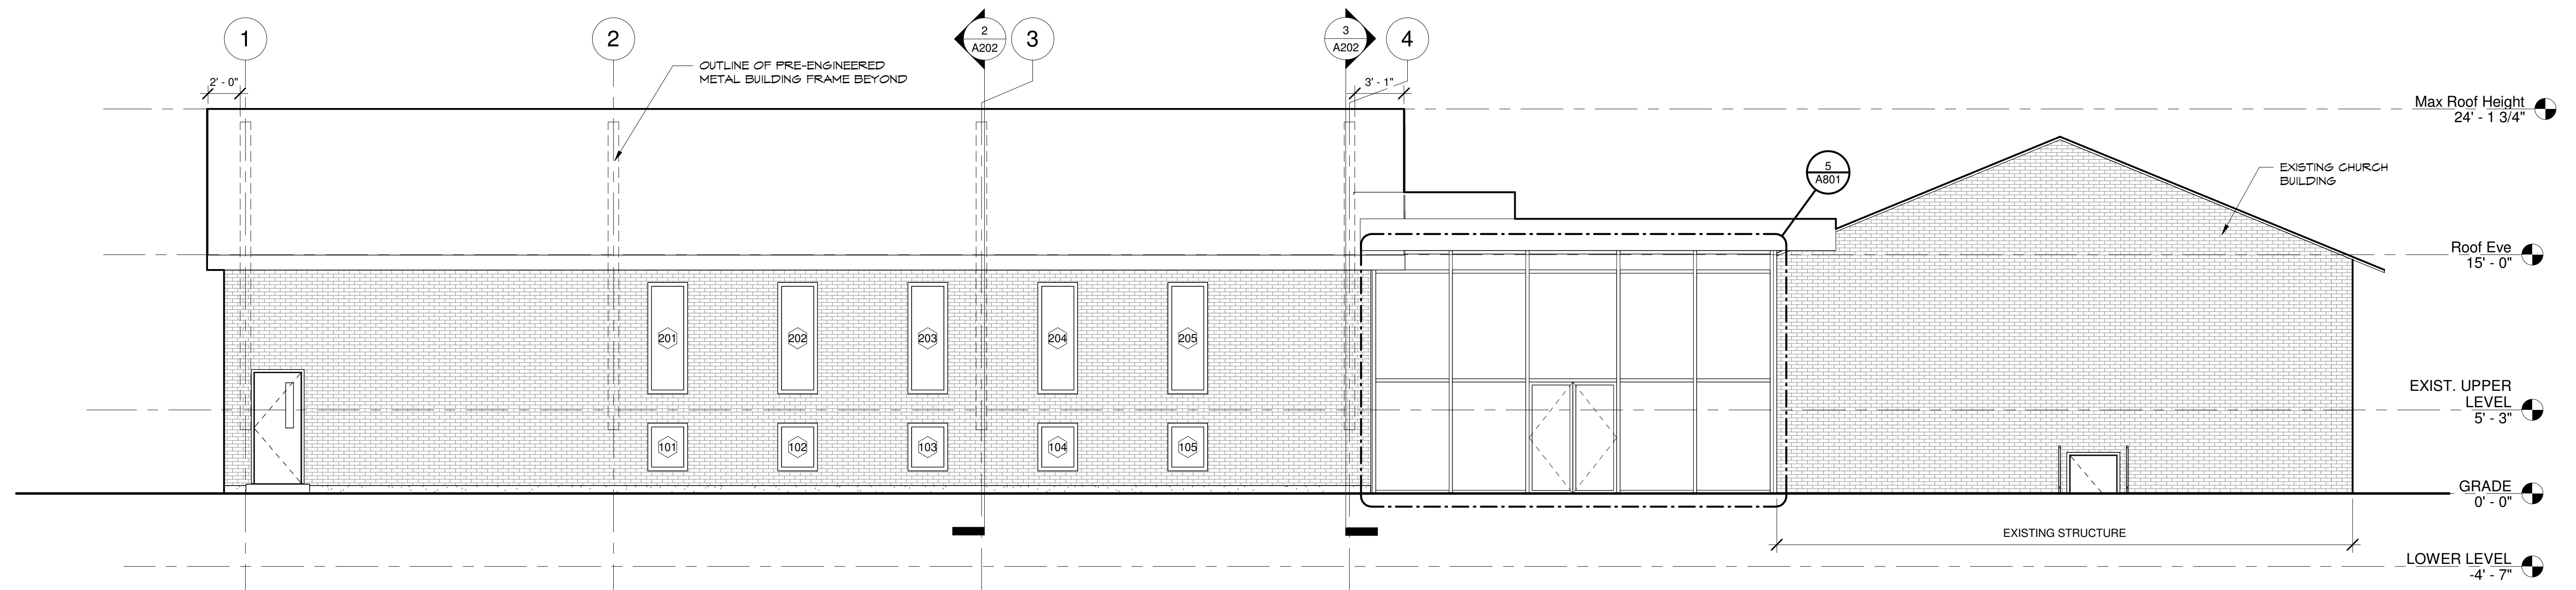 1
2
2
A202
3
3
A202
4
OUTLINE OF PRE-ENGINEERED
METAL BUILDING FRAME BEYOND
2' - 0"
3' - 1"
Max Roof Height
24' - 1 3/4"
5
A801
EXISTING CHURCH
BUILDING
Roof Eve
15' - 0"
201
202
203
204
205
EXIST. UPPER
LEVEL
5' - 3"
101
102
103
104
105
GRADE
0' - 0"
EXISTING STRUCTURE
LOWER LEVEL
-4' - 7"